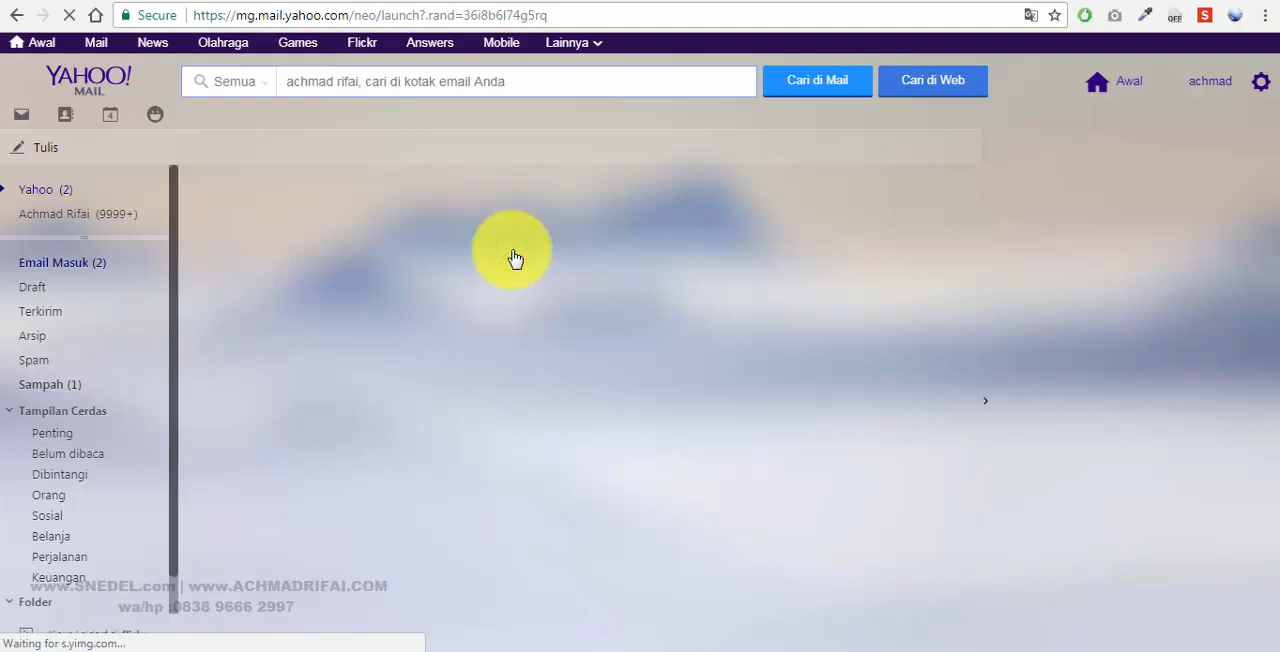 Secure https://mg.mail.yahoo.com/neo/launch?.rand=36i8b6l74g5rq OFF S
Awal Mail News Olahraga Games Flickr Answers Mobile Lainnya
YAHOO! MAIL
Semua achmad rifai, cari di kotak email Anda Cari di Mail Cari di Web Awal achmad
4
Tulis
Yahoo (2)
Achmad Rifai (9999+)
Email Masuk (2)
Draft
Terkirim
Arsip
Spam
Sampah (1)
Tampilan Cerdas
Penting
Belum dibaca
Dibintangi
Orang
Sosial
Belanja
Perjalanan
Keuangan
www.SNEDEL.com | www.ACHMADRIFAI.COM
Folder
wa/hp :0838 9666 2997
Waiting for s.yimg.com...